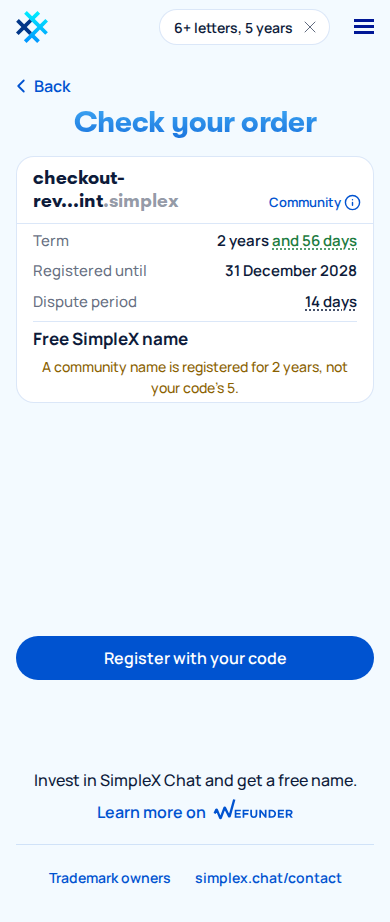 6+ letters, 5 years
Back
Check your order
checkout-
rev...int.simplex
Community
Term 2 years and 56 days
Registered until 31 December 2028
Dispute period 14 days
Free SimpleX name
A community name is registered for 2 years, not
your code's 5.
Register with your code
Invest in SimpleX Chat and get a free name.
Learn more on WEFUNDER
Trademark owners simplex.chat/contact